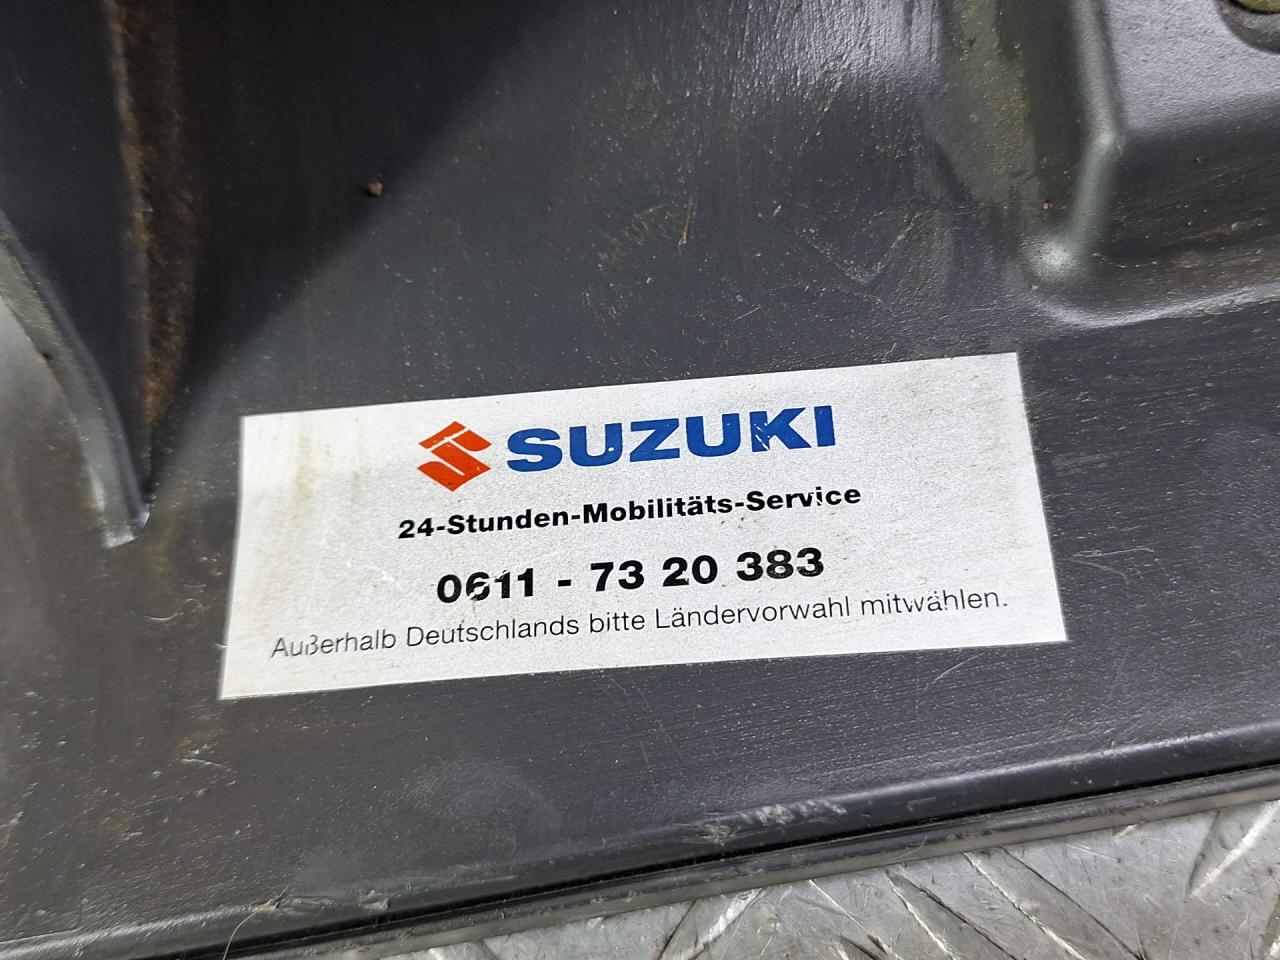 SUZUKI
24-Stunden-Mobilitäts-Service
0611 - 73 20 383
Außerhalb Deutschlands bitte Ländervorwahl mitwählen.